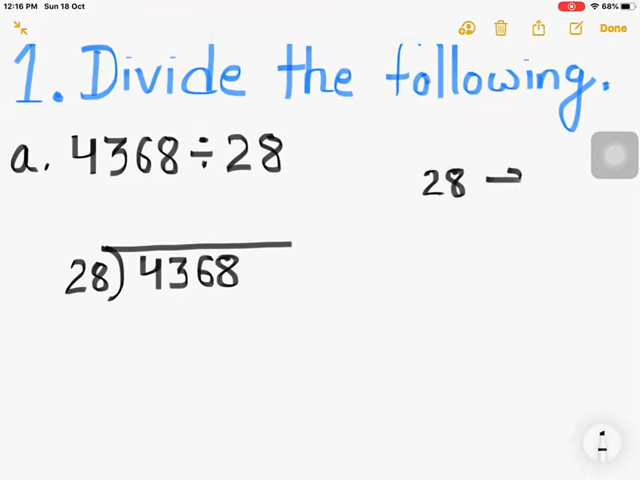 12:16 PM Sun 18 Oct
68%
Done
1. Divide the following.
a. 4368 ÷ 28
28 →
28) 4368